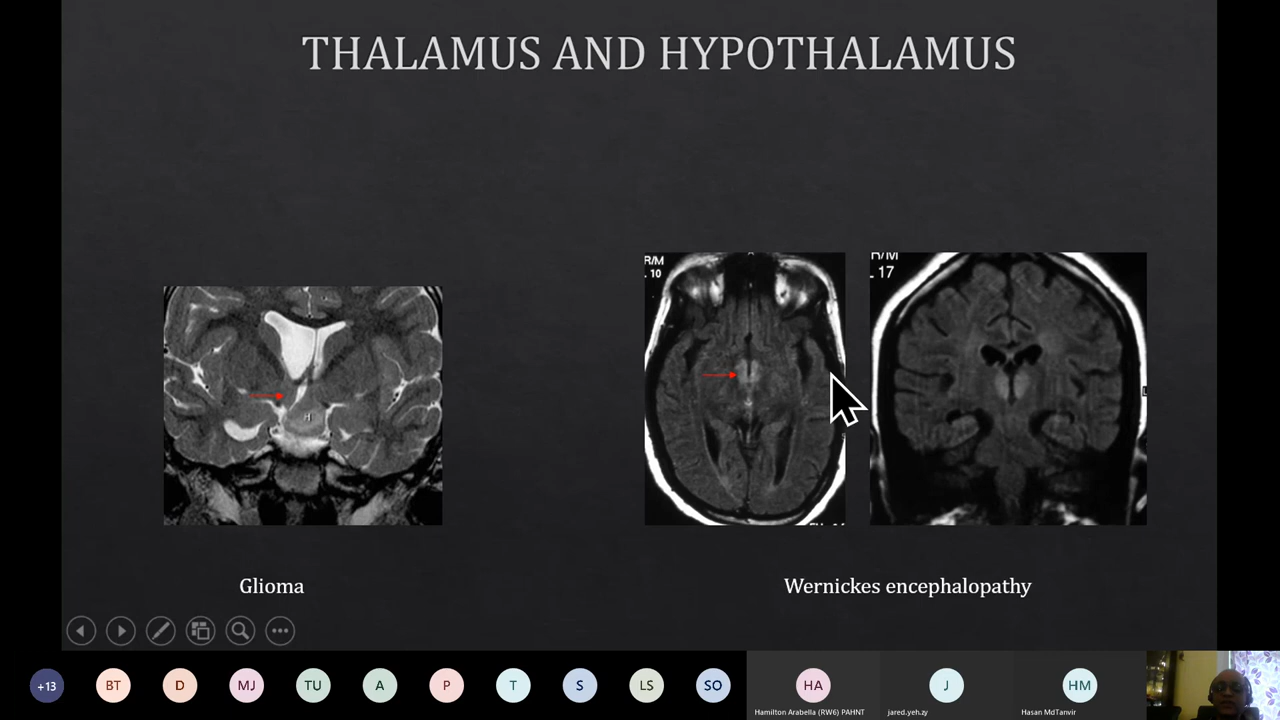 THALAMUS AND HYPOTHALAMUS
R/M
L 10
R/M
L 17
H
Glioma
Wernickes encephalopathy
+13
BT
D
MJ
TU
A
P
T
S
LS
SO
HA
J
HM
Hamilton Arabella (RW6) PAHNT
jared.yeh.zy
Hasan MdTanvir